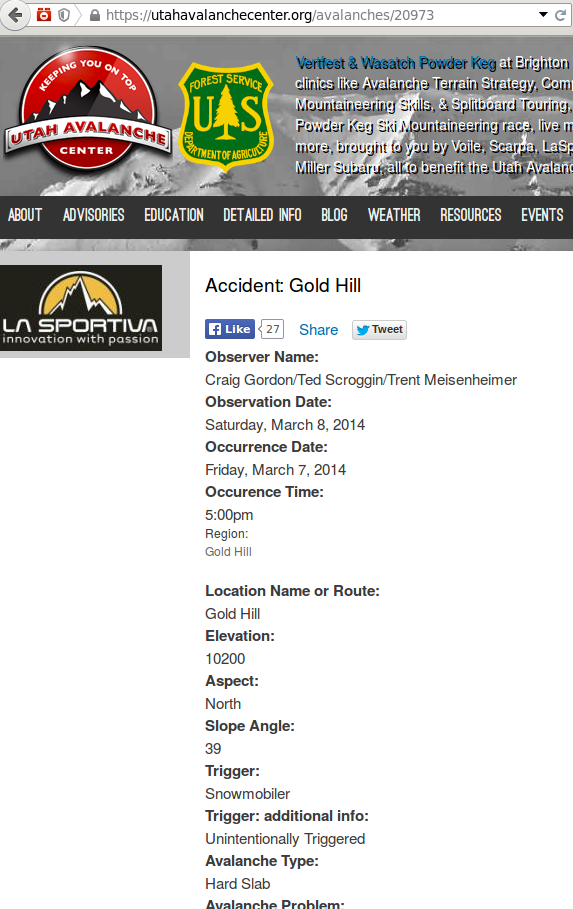 https://utahavalanchecenter.org/avalanches/20973
KEEPING YOU ON TOP
UTAH AVALANCHE
CENTER
FOREST SERVICE
U S
DEPARTMENT OF AGRICULTURE
Vertfest & Wasatch Powder Keg at Brighton
clinics like Avalanche Terrain Strategy, Com
Mountaineering Skills, & Splitboard Touring,
Powder Keg Ski Mountaineering race, live m
more, brought to you by Voile, Scarpa, LaSp
Miller Subaru, all to benefit the Utah Avalanc
ABOUT ADVISORIES EDUCATION DETAILED INFO BLOG WEATHER RESOURCES EVENTS
LA SPORTIVA®
innovation with passion
Accident: Gold Hill
Like 27 Share Tweet
Observer Name:
Craig Gordon/Ted Scroggin/Trent Meisenheimer
Observation Date:
Saturday, March 8, 2014
Occurrence Date:
Friday, March 7, 2014
Occurence Time:
5:00pm
Region:
Gold Hill
Location Name or Route:
Gold Hill
Elevation:
10200
Aspect:
North
Slope Angle:
39
Trigger:
Snowmobiler
Trigger: additional info:
Unintentionally Triggered
Avalanche Type:
Hard Slab
Avalanche Problem: